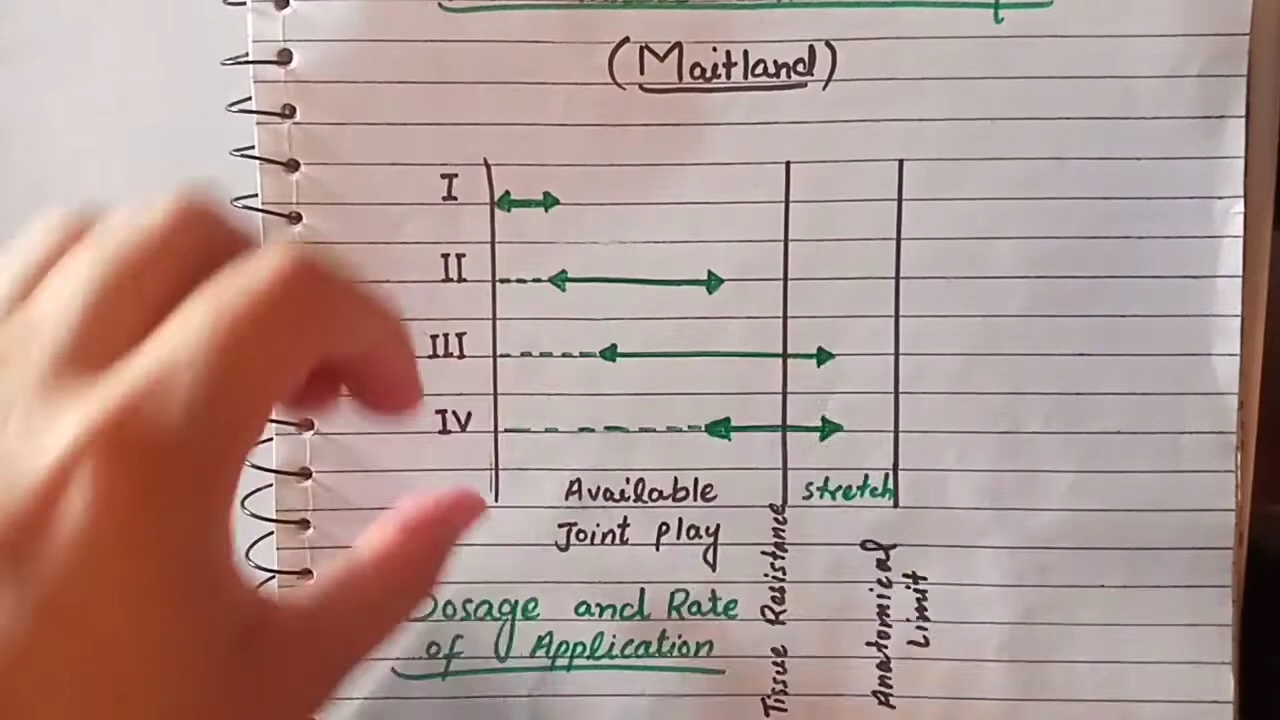 (Maitland)
I
II
III
IV
Available
Joint play
stretch
Tissue Resistance
Anatomical
Limit
Dosage and Rate
of Application